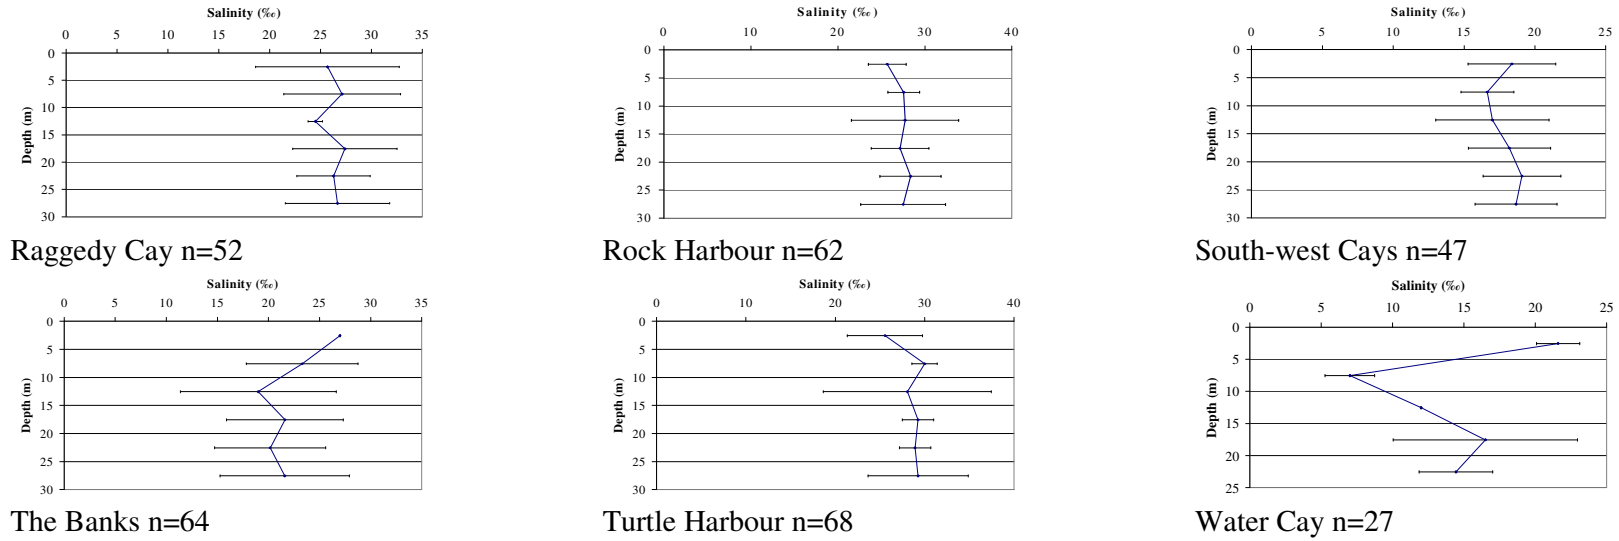 Salinity (‰)
0 5 10 15 20 25 30 35
0
5
10
15
20
25
30
Depth (m)
Raggedy Cay n=52
Salinity (‰)
0 10 20 30 40
0
5
10
15
20
25
30
Depth (m)
Rock Harbour n=62
Salinity (‰)
0 5 10 15 20 25
0
5
10
15
20
25
30
Depth (m)
South-west Cays n=47
Salinity (‰)
0 5 10 15 20 25 30 35
0
5
10
15
20
25
30
Depth (m)
The Banks n=64
Salinity (‰)
0 10 20 30 40
0
5
10
15
20
25
30
Depth (m)
Turtle Harbour n=68
Salinity (‰)
0 5 10 15 20 25
0
5
10
15
20
25
Depth (m)
Water Cay n=27